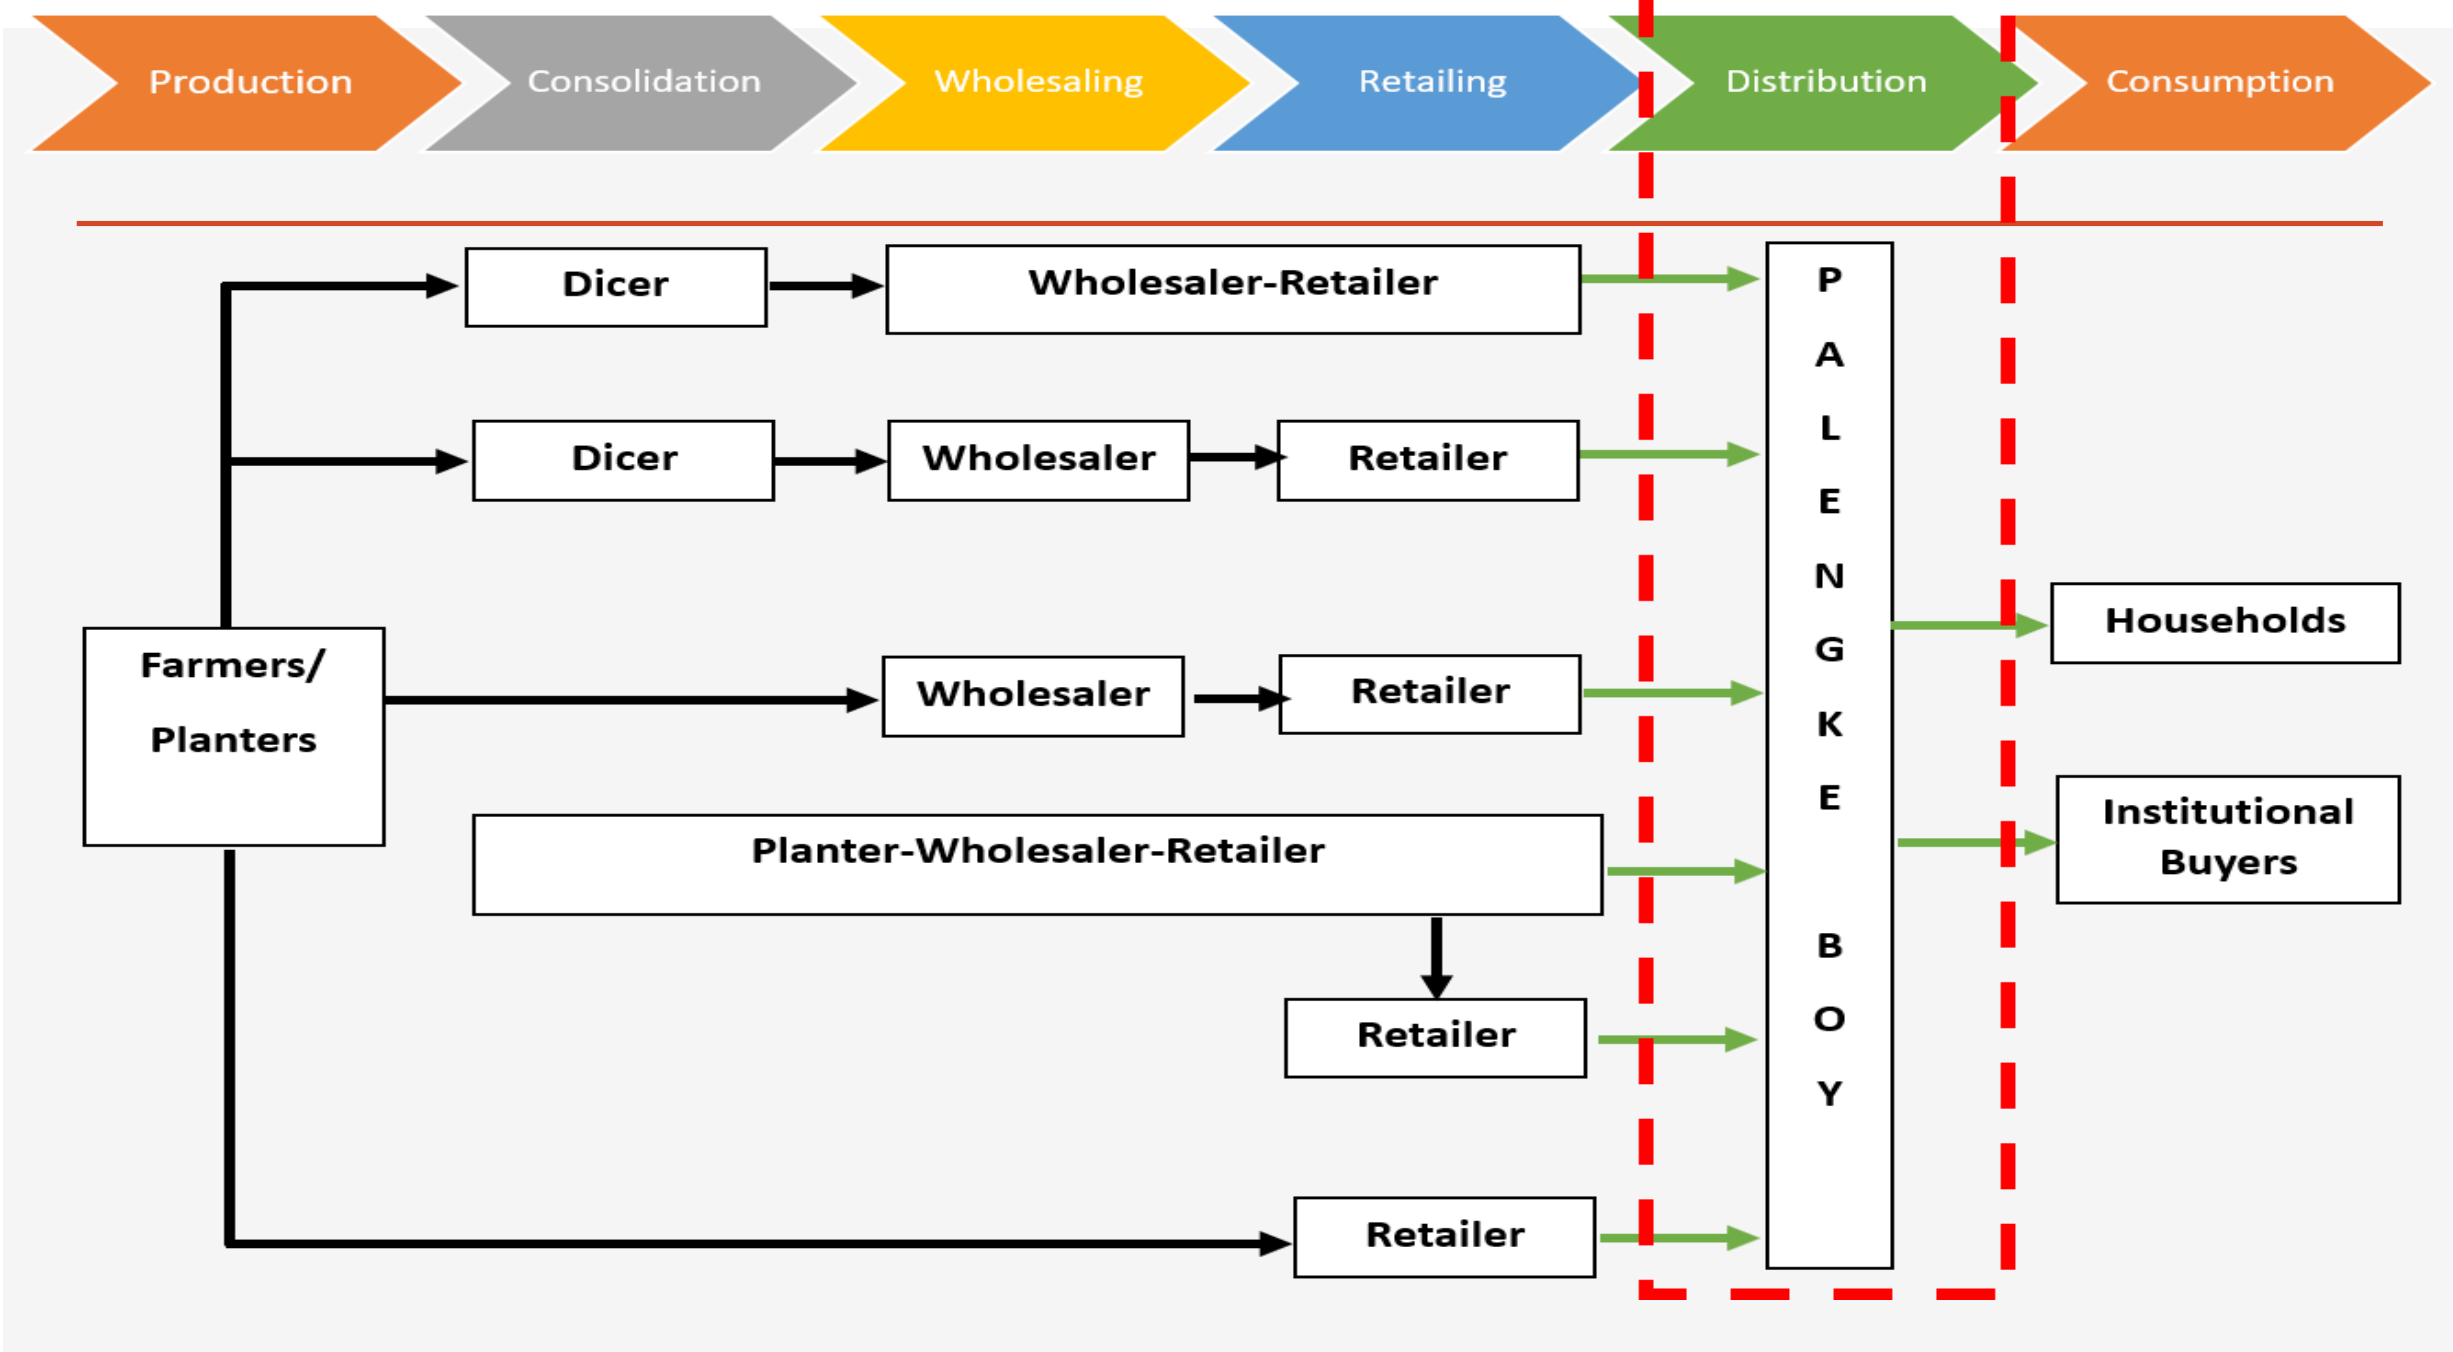 Production
Consolidation
Wholesaling
Retailing
Distribution
Consumption
Dicer
Wholesaler-Retailer
Dicer
Wholesaler
Retailer
Farmers/
Planters
Wholesaler
Retailer
Planter-Wholesaler-Retailer
Retailer
Retailer
P
A
L
E
N
G
K
E
B
O
Y
Households
Institutional
Buyers